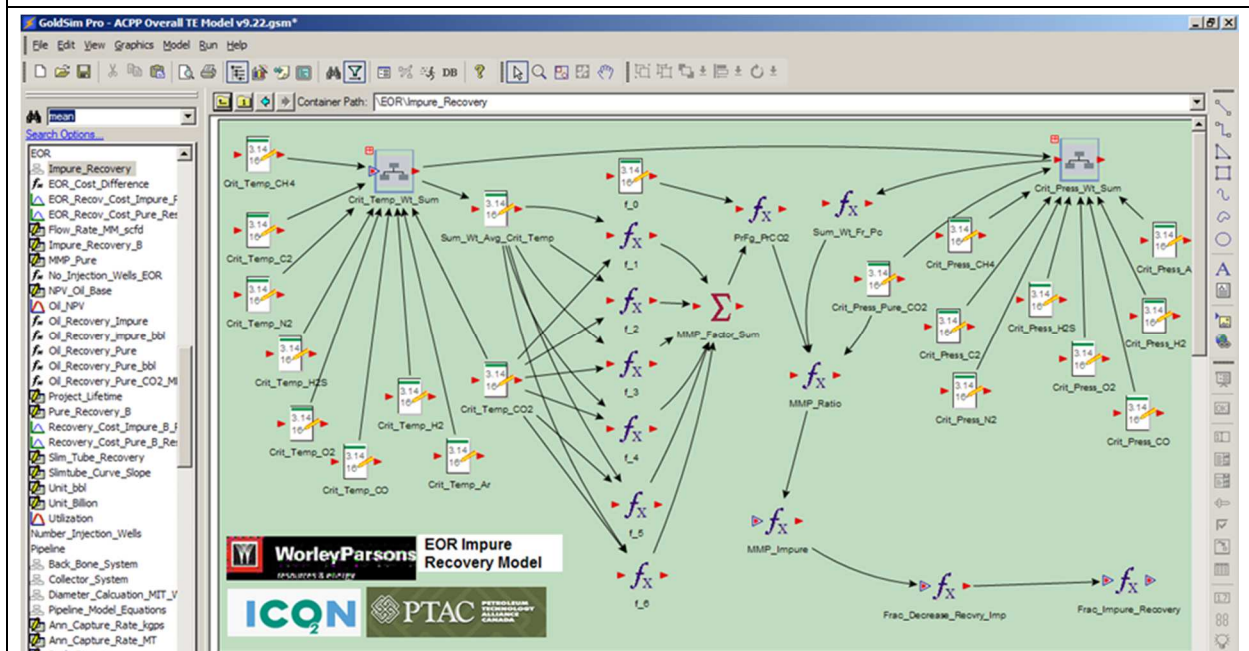 GoldSim Pro - ACPP Overall TE Model v9.22.gsm*
File Edit View Graphics Model Run Help
DB
Container Path: \EOR\Impure_Recovery
mean
Search Options...
EOR
Impure_Recovery
EOR_Cost_Difference
EOR_Recov_Cost_Impure_F
EOR_Recov_Cost_Pure_Res
Flow_Rate_MM_scfd
Impure_Recovery_B
MMP_Pure
No_Injection_Wells_EOR
NPV_Oil_Base
Oil_NPV
Oil_Recovery_Impure
Oil_Recovery_impure_bbl
Oil_Recovery_Pure
Oil_Recovery_Pure_bbl
Oil_Recovery_Pure_CO2_MI
Project_Lifetime
Pure_Recovery_B
Recovery_Cost_Impure_B_F
Recovery_Cost_Pure_B_Res
Slim_Tube_Recovery
Slimtube_Curve_Slope
Unit_bbl
Unit_Billion
Utilization
Number_Injection_Wells
Pipeline
Back_Bone_System
Collector_System
Diameter_Calcuation_MIT_V
Pipeline_Model_Equations
Ann_Capture_Rate_kgps
Ann_Capture_Rate_MT
Crit_Temp_CH4
Crit_Temp_Wt_Sum
Crit_Temp_C2
Crit_Temp_N2
Crit_Temp_H2S
Crit_Temp_O2
Crit_Temp_CO
Crit_Temp_H2
Crit_Temp_Ar
Sum_Wt_Avg_Crit_Temp
Crit_Temp_CO2
f_0
f_1
f_2
f_3
f_4
f_5
f_6
MMP_Factor_Sum
PrFg_PrCO2
Sum_Wt_Fr_Pc
Crit_Press_Wt_Sum
Crit_Press_CH4
Crit_Press_Pure_CO2
Crit_Press_A
Crit_Press_H2S
Crit_Press_H2
Crit_Press_C2
Crit_Press_O2
Crit_Press_N2
Crit_Press_CO
MMP_Ratio
MMP_Impure
Frac_Decrease_Recvry_Imp
Frac_Impure_Recovery
WorleyParsons
resources & energy
EOR Impure
Recovery Model
ICO2N
PTAC PETROLEUM
TECHNOLOGY
ALLIANCE
CANADA